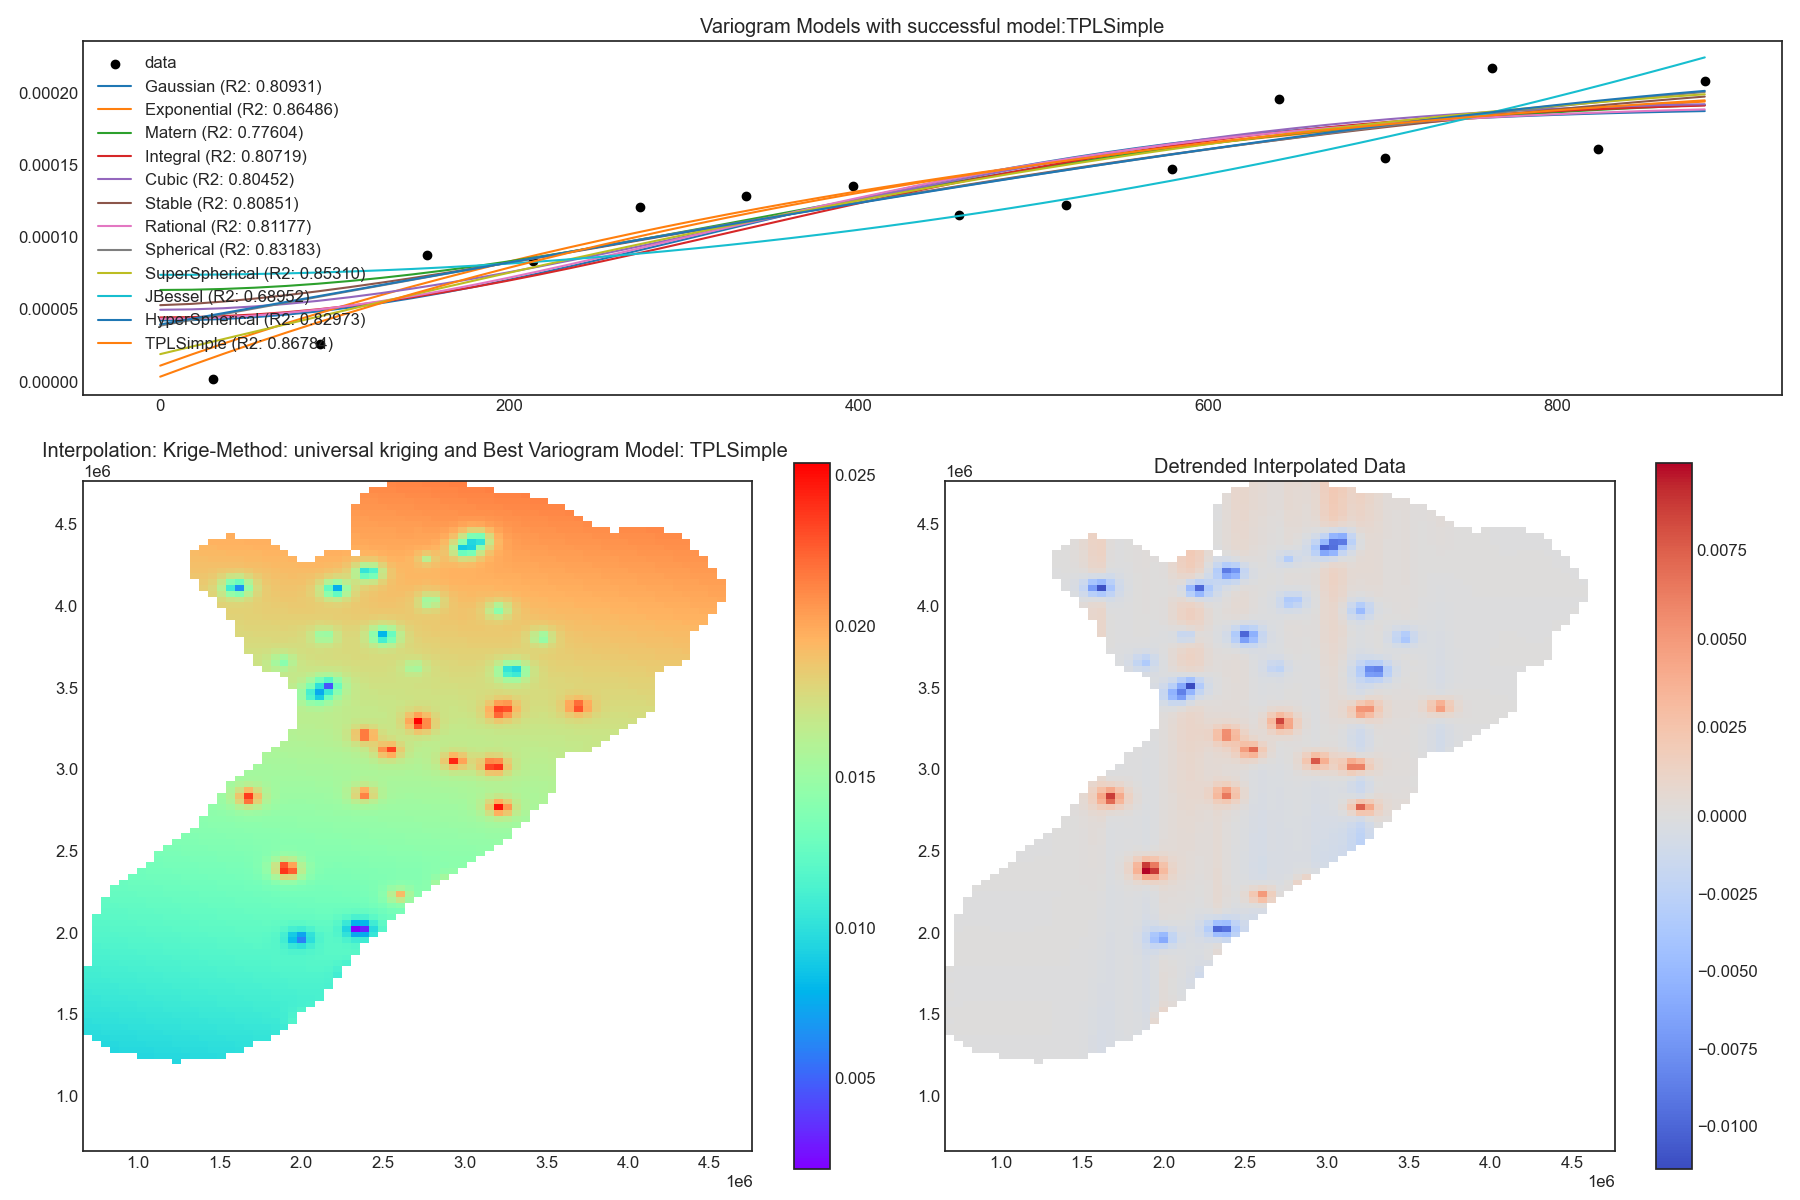 Variogram Models with successful model:TPLSimple
0.00020
0.00015
0.00010
0.00005
0.00000
data
Gaussian (R2: 0.80931)
Exponential (R2: 0.86486)
Matern (R2: 0.77604)
Integral (R2: 0.80719)
Cubic (R2: 0.80452)
Stable (R2: 0.80851)
Rational (R2: 0.81177)
Spherical (R2: 0.83183)
SuperSpherical (R2: 0.85310)
JBessel (R2: 0.68952)
HyperSpherical (R2: 0.82973)
TPLSimple (R2: 0.86784)
0 200 400 600 800
Interpolation: Krige-Method: universal kriging and Best Variogram Model: TPLSimple
1e6
4.5
4.0
3.5
3.0
2.5
2.0
1.5
1.0
1.0 1.5 2.0 2.5 3.0 3.5 4.0 4.5
1e6
0.025
0.020
0.015
0.010
0.005
Detrended Interpolated Data
1e6
4.5
4.0
3.5
3.0
2.5
2.0
1.5
1.0
1.0 1.5 2.0 2.5 3.0 3.5 4.0 4.5
1e6
0.0075
0.0050
0.0025
0.0000
−0.0025
−0.0050
−0.0075
−0.0100